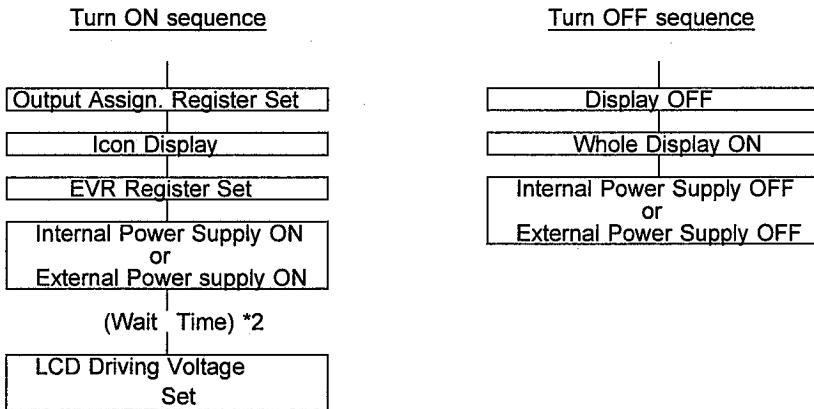 Turn ON sequence
Output Assign. Register Set
Icon Display
EVR Register Set
Internal Power Supply ON
or
External Power supply ON
(Wait Time) *2
LCD Driving Voltage
Set
Turn OFF sequence
Display OFF
Whole Display ON
Internal Power Supply OFF
or
External Power Supply OFF